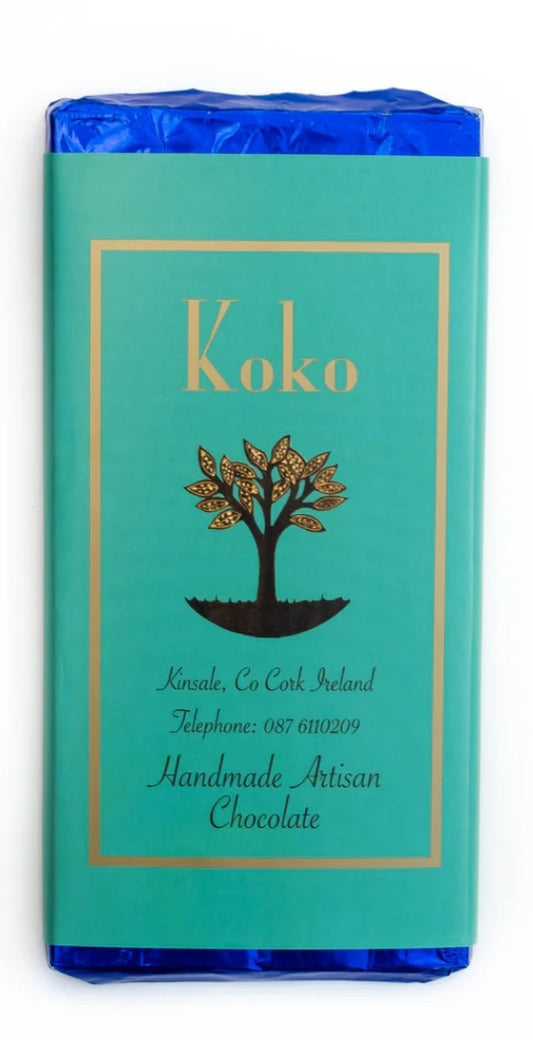 Koko
Kinsale, Co Cork Ireland
Telephone: 087 6110209
Handmade Artisan
Chocolate